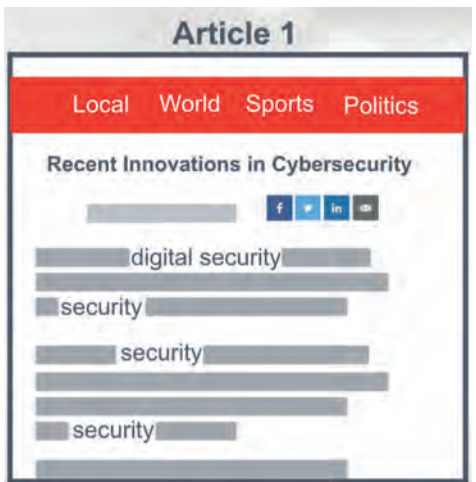 Article 1
Local World Sports Politics
Recent Innovations in Cybersecurity
f in
digital security
security
security
security